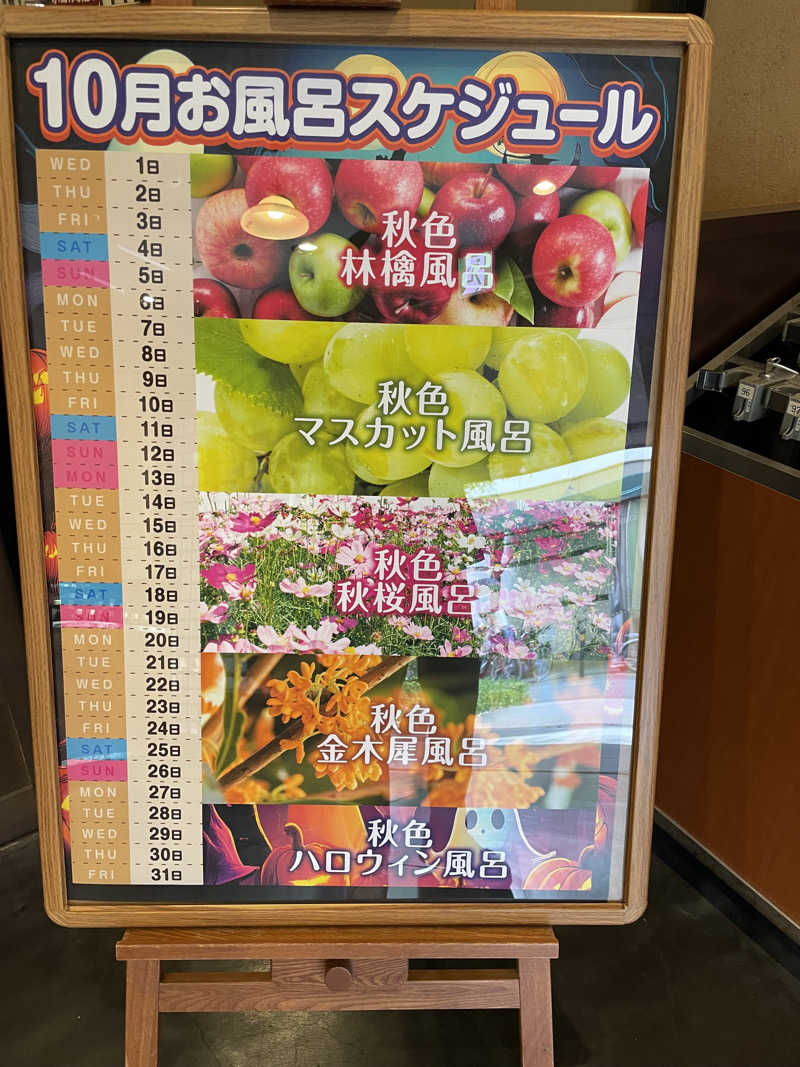 10月お風呂スケジュール
WED 1日
THU 2日
FRI 3日
SAT 4日
SUN 5日
MON 6日
TUE 7日
秋色
林檎風呂
WED 8日
THU 9日
FRI 10日
SAT 11日
SUN 12日
MON 13日
秋色
マスカット風呂
TUE 14日
WED 15日
THU 16日
FRI 17日
SAT 18日
SUN 19日
秋色
秋桜風呂
MON 20日
TUE 21日
WED 22日
THU 23日
FRI 24日
SAT 25日
SUN 26日
秋色
金木犀風呂
MON 27日
TUE 28日
WED 29日
THU 30日
FRI 31日
秋色
ハロウィン風呂
96